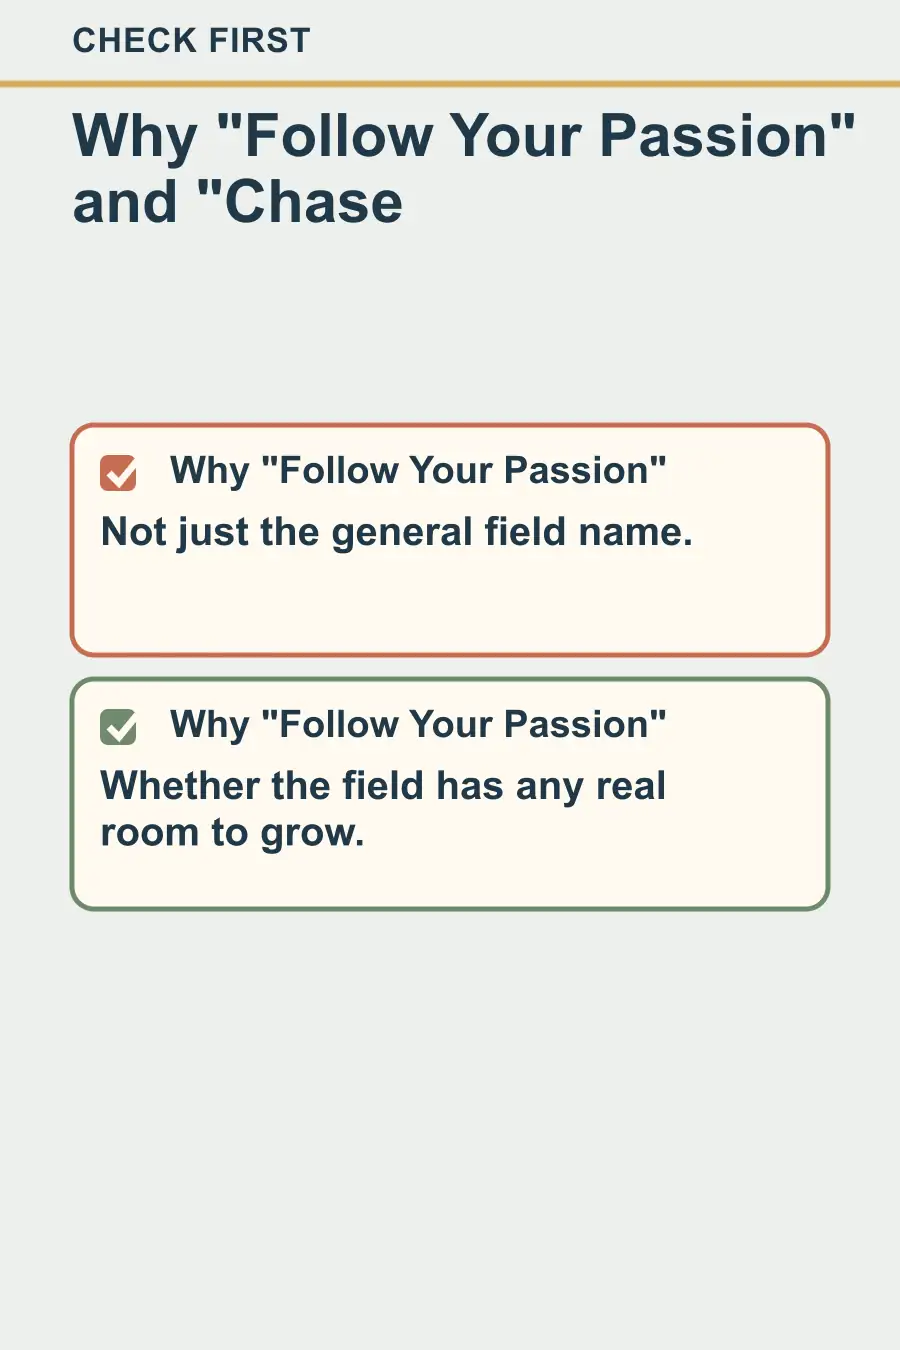 CHECK FIRST
Why "Follow Your Passion"
and "Chase
Why "Follow Your Passion"
Not just the general field name.
Why "Follow Your Passion"
Whether the field has any real
room to grow.